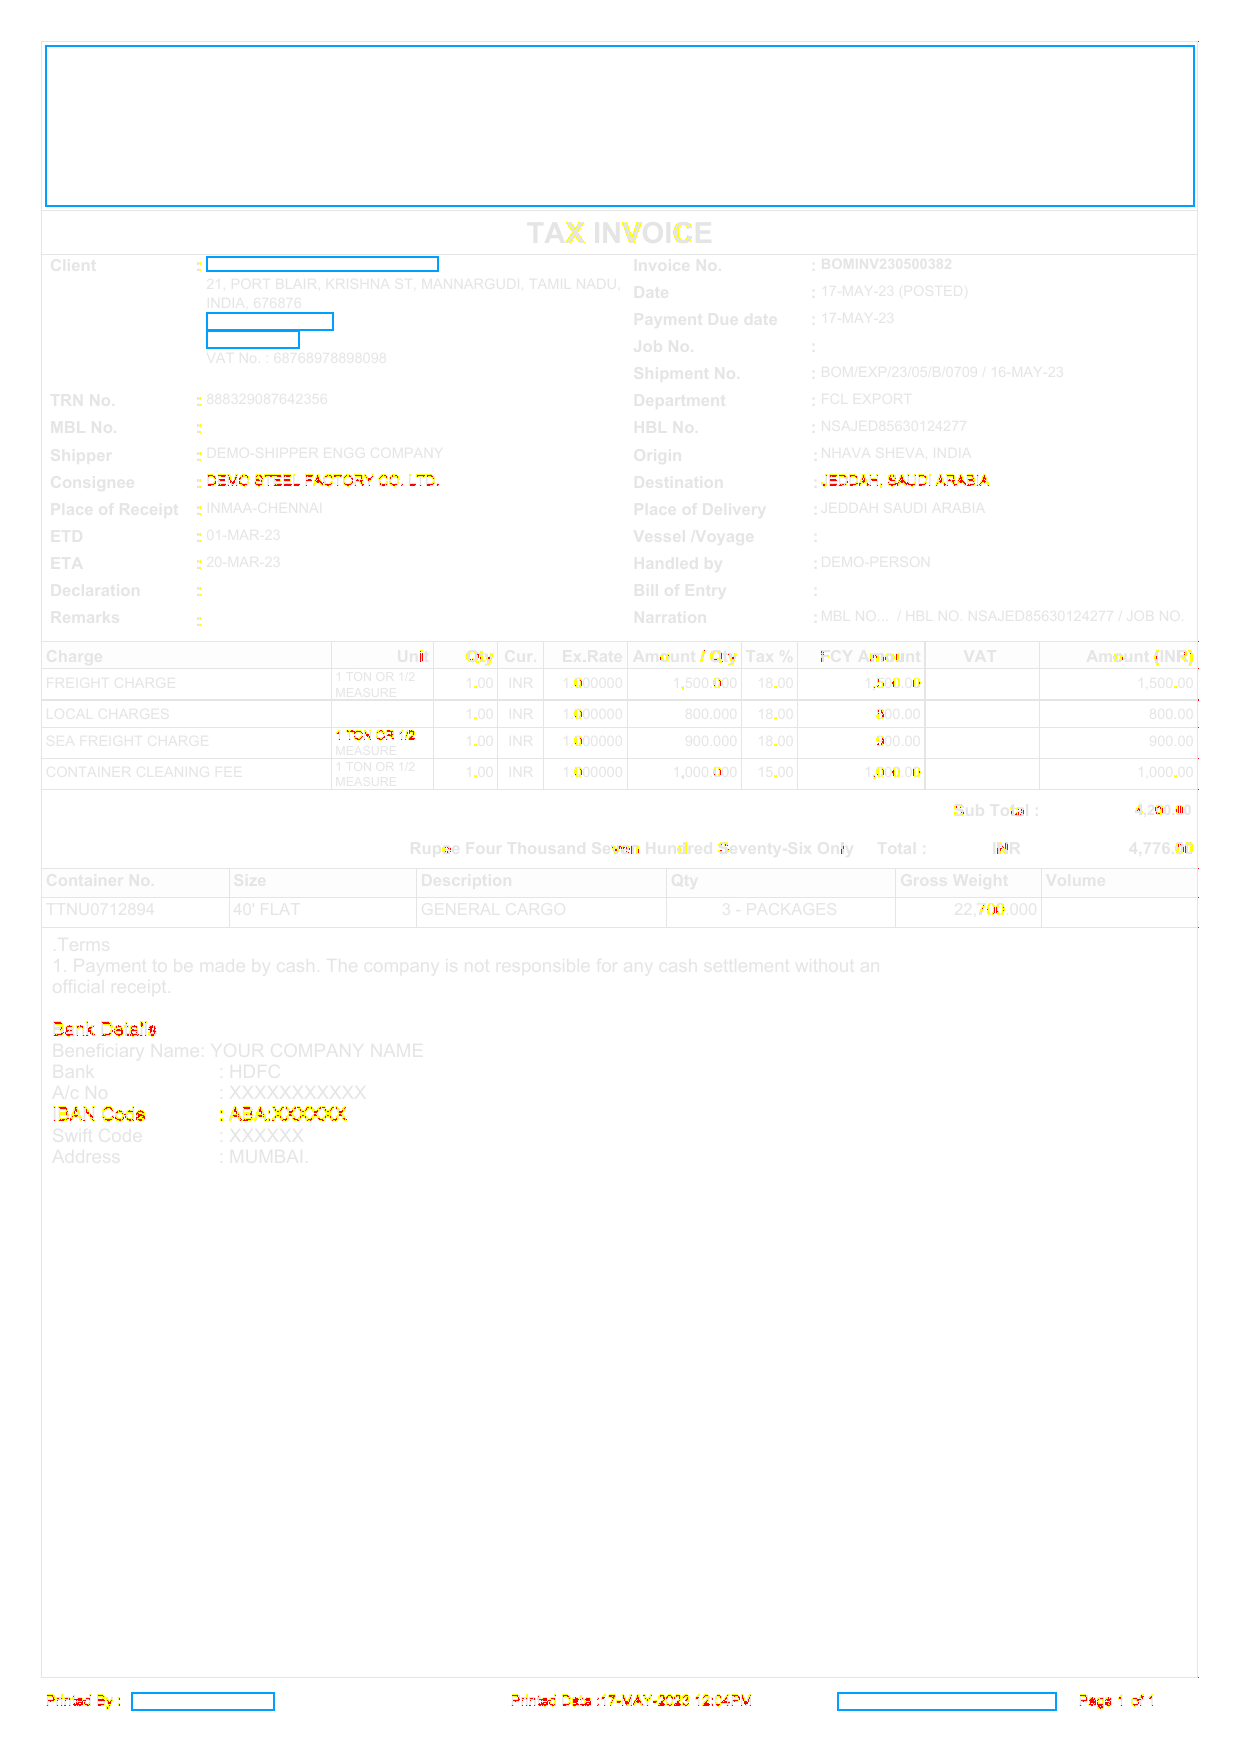 TAX INVOICE
Client :
21, PORT BLAIR, KRISHNA ST, MANNARGUDI, TAMIL NADU,
INDIA, 676876
VAT No. : 68768978898098
Invoice No. : BOMINV230500382
Date : 17-MAY-23 (POSTED)
Payment Due date : 17-MAY-23
Job No. :
Shipment No. : BOM/EXP/23/05/B/0709 / 16-MAY-23
TRN No. : 888329087642356 Department : FCL EXPORT
MBL No. : HBL No. : NSAJED85630124277
Shipper : DEMO-SHIPPER ENGG COMPANY Origin : NHAVA SHEVA, INDIA
Consignee : DEMO STEEL FACTORY CO. LTD. Destination : JEDDAH, SAUDI ARABIA
Place of Receipt : INMAA-CHENNAI Place of Delivery : JEDDAH SAUDI ARABIA
ETD : 01-MAR-23 Vessel /Voyage :
ETA : 20-MAR-23 Handled by : DEMO-PERSON
Declaration : Bill of Entry :
Remarks : Narration : MBL NO... / HBL NO. NSAJED85630124277 / JOB NO.
Charge Unit Qty Cur. Ex.Rate Amount / Qty Tax % FCY Amount VAT Amount (INR)
FREIGHT CHARGE 1 TON OR 1/2 MEASURE 1.00 INR 1.000000 1,500.000 18.00 1,500.00 1,500.00
LOCAL CHARGES 1.00 INR 1.000000 800.000 18.00 800.00 800.00
SEA FREIGHT CHARGE 1 TON OR 1/2 MEASURE 1.00 INR 1.000000 900.000 18.00 900.00 900.00
CONTAINER CLEANING FEE 1 TON OR 1/2 MEASURE 1.00 INR 1.000000 1,000.000 15.00 1,000.00 1,000.00
Sub Total : 4,200.00
Rupee Four Thousand Seven Hundred Seventy-Six Only Total : INR 4,776.00
Container No. Size Description Qty Gross Weight Volume
TTNU0712894 40' FLAT GENERAL CARGO 3 - PACKAGES 22,700.000
.Terms
1. Payment to be made by cash. The company is not responsible for any cash settlement without an
official receipt.
Bank Details
Beneficiary Name: YOUR COMPANY NAME
Bank : HDFC
A/c No : XXXXXXXXXXX
IBAN Code : ABA:XXXXXX
Swift Code : XXXXXX
Address : MUMBAI.
Printed By : Printed Date :17-MAY-2023 12:04PM Page 1 of 1